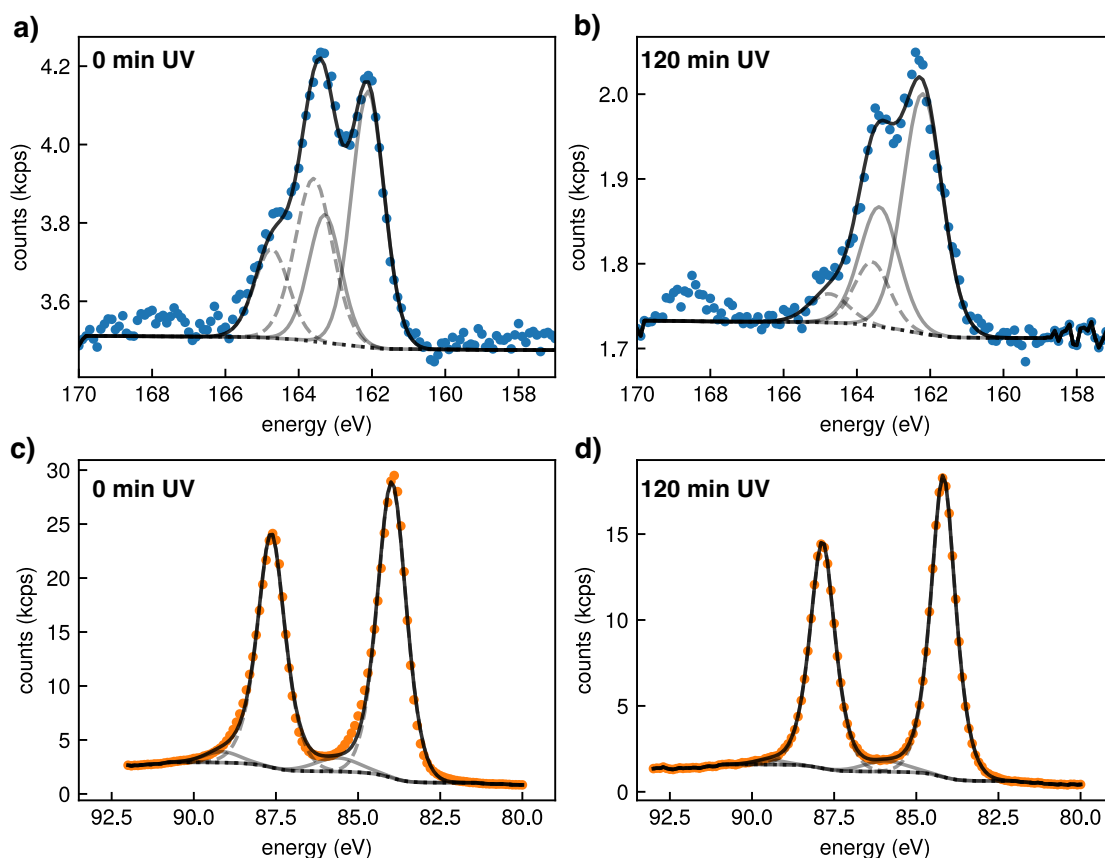 a)
0 min UV
counts (kcps)
4.2
4.0
3.8
3.6
170 168 166 164 162 160 158
energy (eV)
b)
120 min UV
counts (kcps)
2.0
1.9
1.8
1.7
170 168 166 164 162 160 158
energy (eV)
c)
0 min UV
counts (kcps)
30
25
20
15
10
5
0
92.5 90.0 87.5 85.0 82.5 80.0
energy (eV)
d)
120 min UV
counts (kcps)
15
10
5
0
92.5 90.0 87.5 85.0 82.5 80.0
energy (eV)